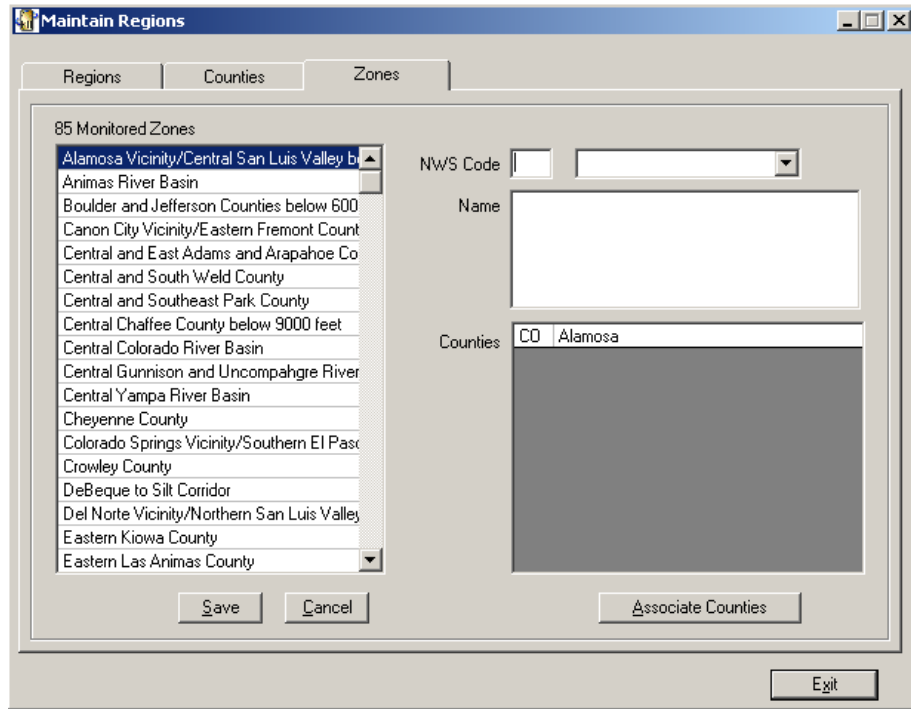 Maintain Regions
Regions Counties Zones
85 Monitored Zones
Alamosa Vicinity/Central San Luis Valley b
Animas River Basin
Boulder and Jefferson Counties below 600
Canon City Vicinity/Eastern Fremont Count
Central and East Adams and Arapahoe Co
Central and South Weld County
Central and Southeast Park County
Central Chaffee County below 9000 feet
Central Colorado River Basin
Central Gunnison and Uncompahgre River
Central Yampa River Basin
Cheyenne County
Colorado Springs Vicinity/Southern El Paso
Crowley County
DeBeque to Silt Corridor
Del Norte Vicinity/Northern San Luis Valley
Eastern Kiowa County
Eastern Las Animas County
Save Cancel
NWS Code
Name
Counties
CO Alamosa
Associate Counties
Exit